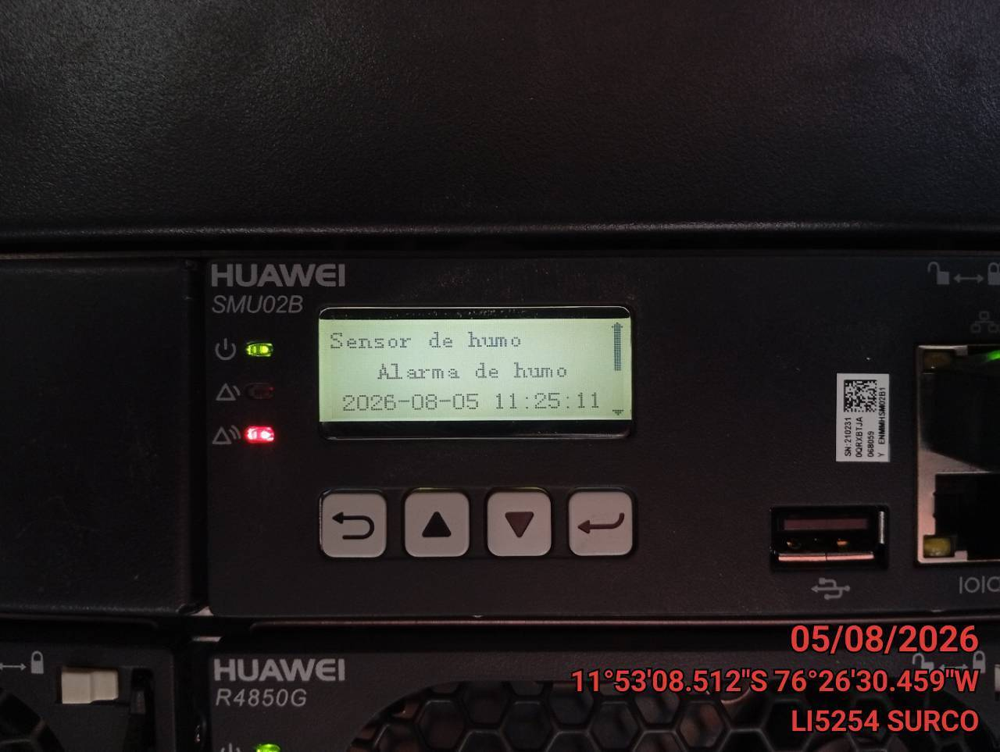 HUAWEI
SMU02B
Sensor de humo
Alarma de humo
2026-08-05 11:25:11
SN:210231
0QRXBTJA
068059
Y ENMMHSM02B1
HUAWEI
R4850G
05/08/2026
11°53'08.512"S 76°26'30.459"W
LI5254 SURCO